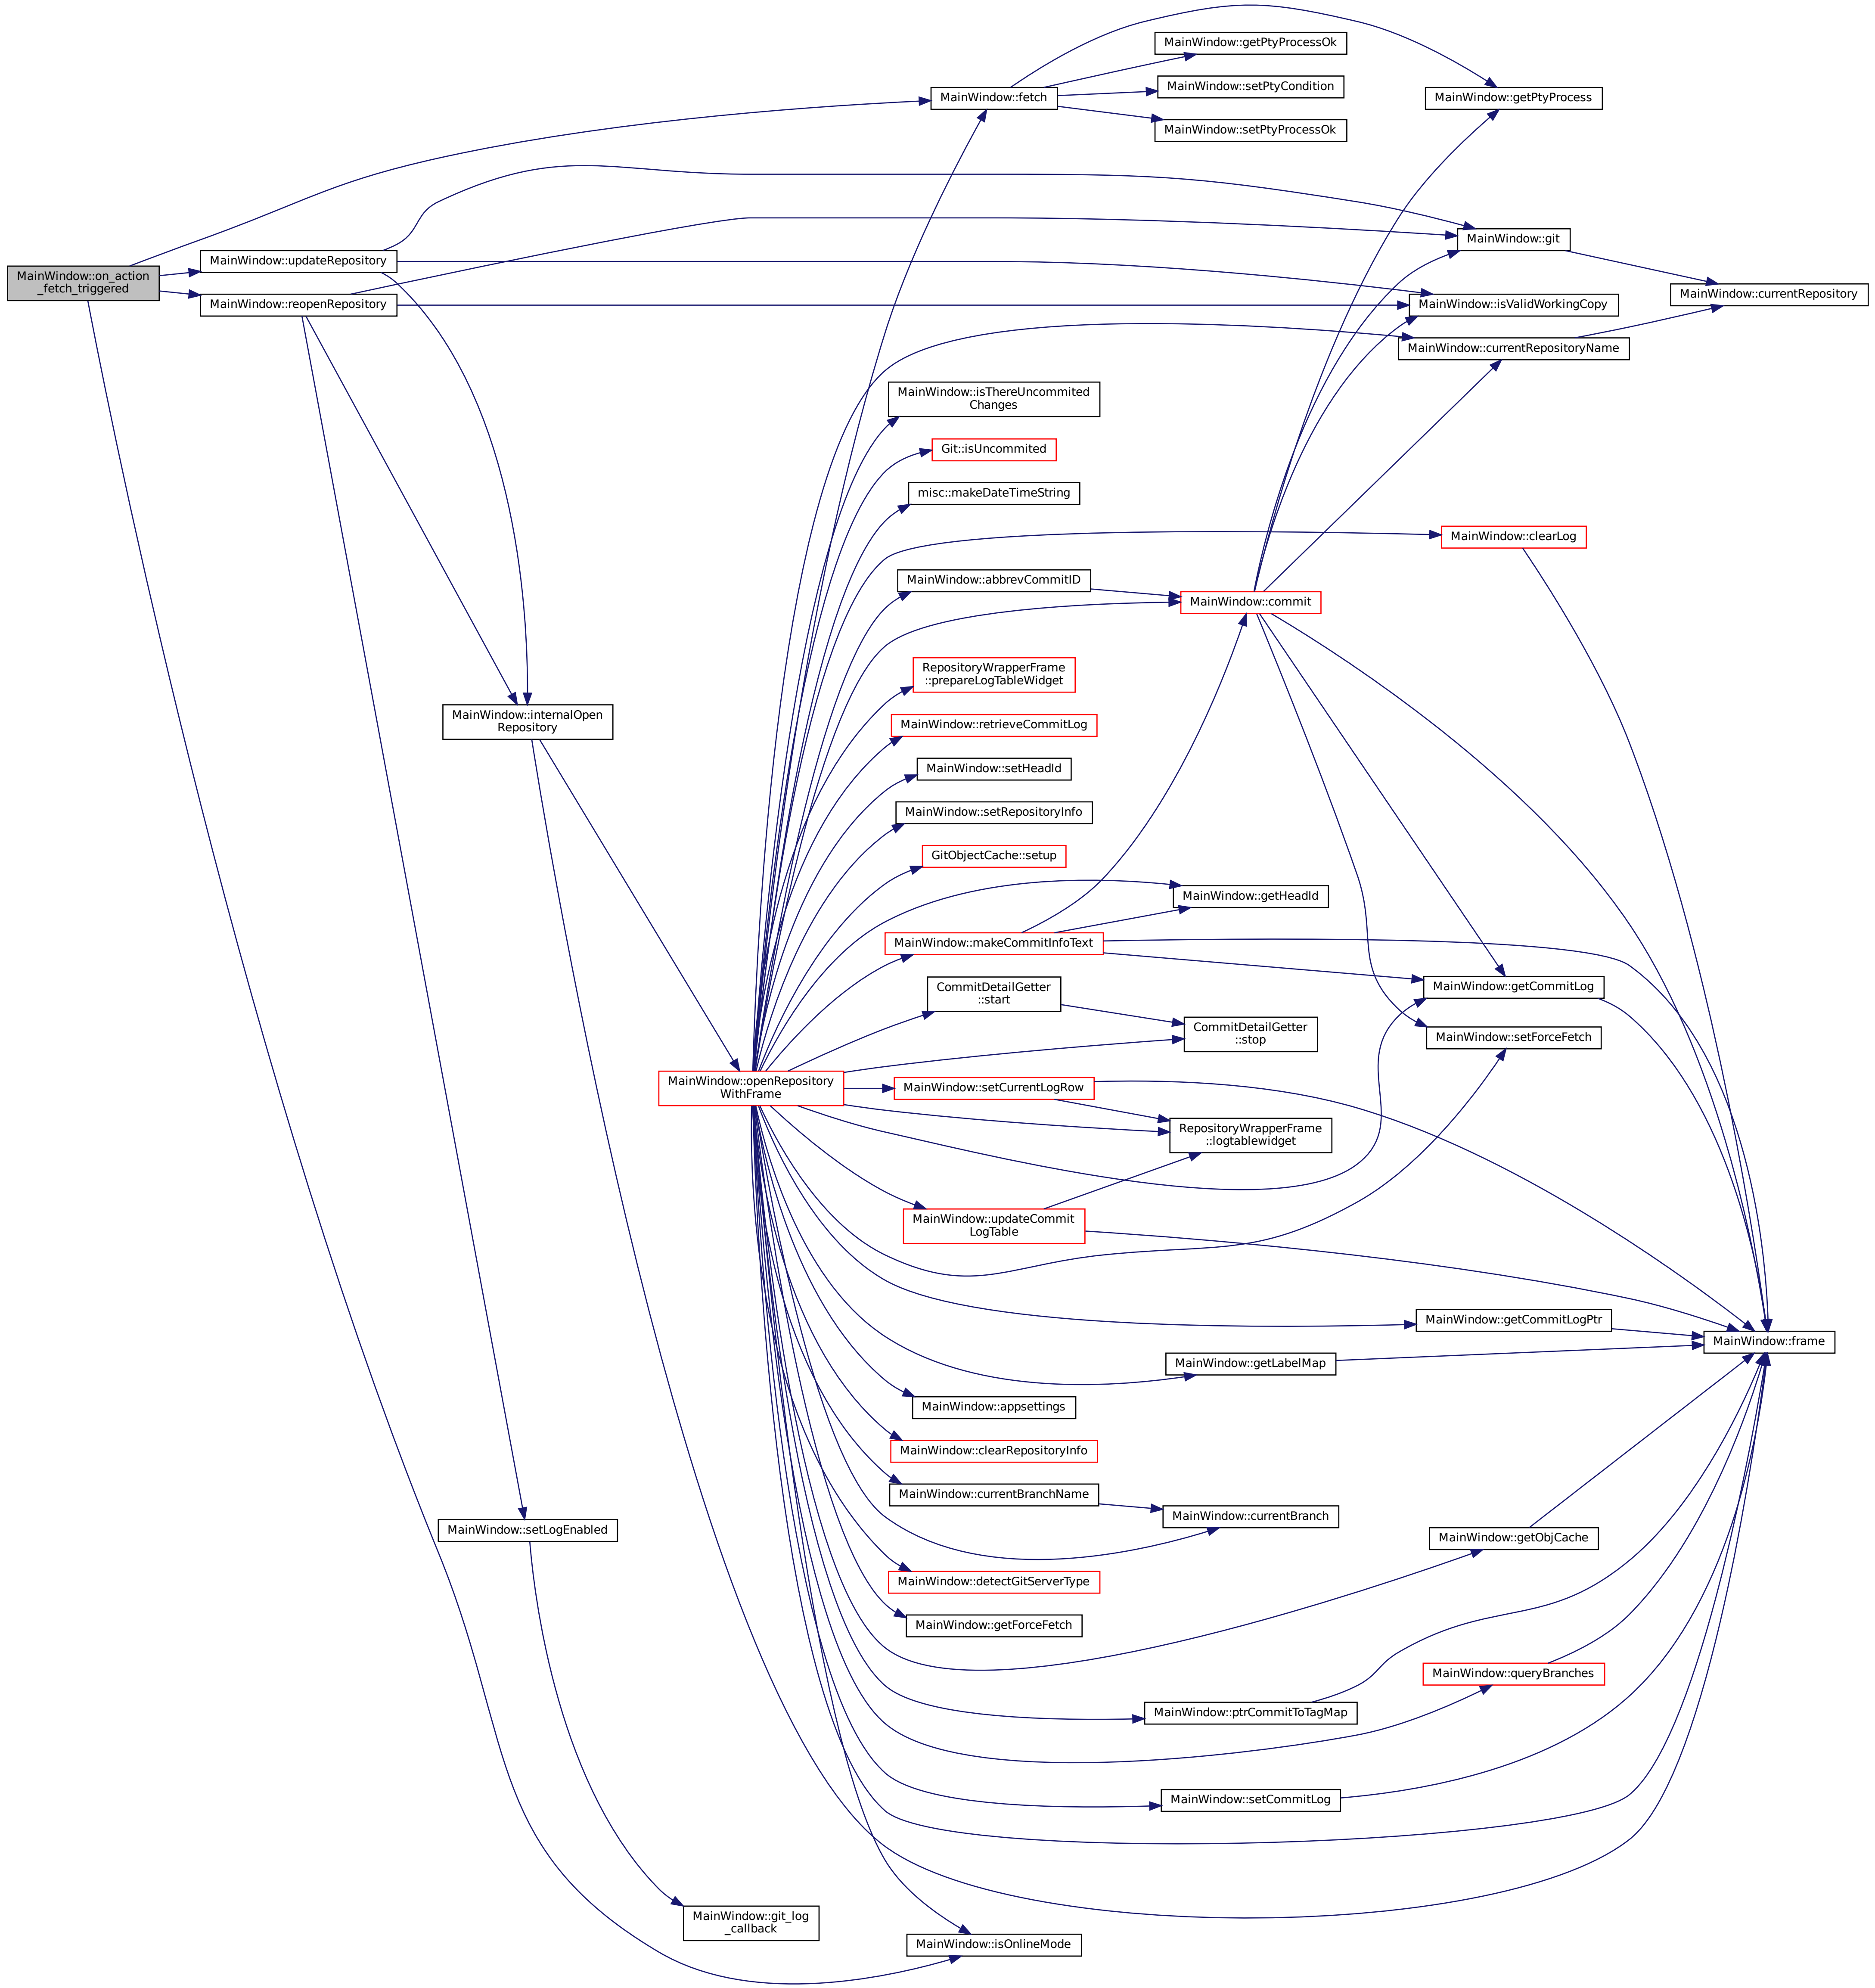 MainWindow::on_action
_fetch_triggered
MainWindow::updateRepository
MainWindow::reopenRepository
MainWindow::internalOpen
Repository
MainWindow::setLogEnabled
MainWindow::openRepository
WithFrame
MainWindow::git_log
_callback
MainWindow::fetch
MainWindow::isThereUncommited
Changes
Git::isUncommited
misc::makeDateTimeString
MainWindow::abbrevCommitID
RepositoryWrapperFrame
::prepareLogTableWidget
MainWindow::retrieveCommitLog
MainWindow::setHeadId
MainWindow::setRepositoryInfo
GitObjectCache::setup
MainWindow::makeCommitInfoText
CommitDetailGetter
::start
MainWindow::setCurrentLogRow
MainWindow::updateCommit
LogTable
MainWindow::appsettings
MainWindow::clearRepositoryInfo
MainWindow::currentBranchName
MainWindow::detectGitServerType
MainWindow::getForceFetch
MainWindow::isOnlineMode
MainWindow::getPtyProcessOk
MainWindow::setPtyCondition
MainWindow::setPtyProcessOk
MainWindow::commit
MainWindow::getHeadId
CommitDetailGetter
::stop
RepositoryWrapperFrame
::logtablewidget
MainWindow::getLabelMap
MainWindow::currentBranch
MainWindow::ptrCommitToTagMap
MainWindow::setCommitLog
MainWindow::getPtyProcess
MainWindow::git
MainWindow::isValidWorkingCopy
MainWindow::currentRepositoryName
MainWindow::clearLog
MainWindow::getCommitLog
MainWindow::setForceFetch
MainWindow::getCommitLogPtr
MainWindow::getObjCache
MainWindow::queryBranches
MainWindow::currentRepository
MainWindow::frame